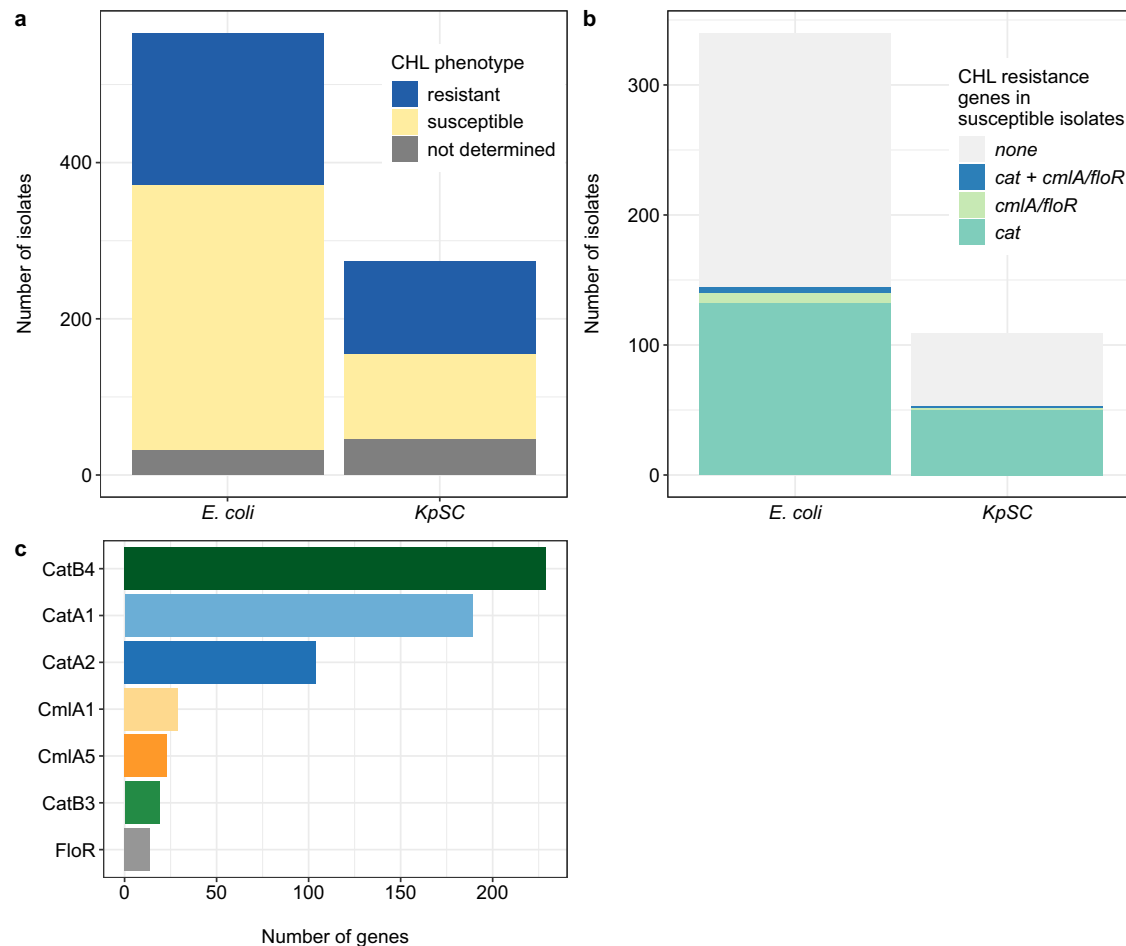 a
CHL phenotype
resistant
susceptible
not determined
Number of isolates
400
200
0
E. coli
KpSC
b
CHL resistance
genes in
susceptible isolates
none
cat + cmlA/floR
cmlA/floR
cat
Number of isolates
300
200
100
0
E. coli
KpSC
c
CatB4
CatA1
CatA2
CmlA1
CmlA5
CatB3
FloR
0 50 100 150 200
Number of genes